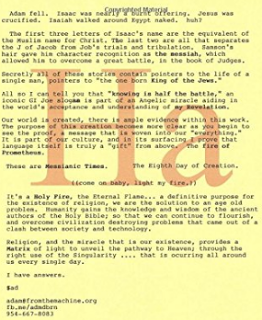 Copyrighted Material
Adam fell. Isaac was nearly a burnt offering. Jesus was
crucified. Isaiah walked around Egypt naked. huh?
The first three letters of Isaac's name are the equivalent of
the Muslim name for Christ. The last two are all that separates
the J of Jacob from Job's trials and tribulation. Samson's
hair gave him character recognition as the messiah, which
allowed him to overcome a great battle, in the book of Judges.
Secretly all of these stories contain pointers to the life of a
single man, pointers to "the one born King of the Jews."
All so I can tell you that "knowing is half the battle", an
iconic GI Joe slogan is part of an Angelic miracle aiding in
the world's acceptance and understanding of my Revelation.
Our world is created, there is ample evidence within this work.
The purpose of this creation becomes more clear as we begin to
see the proof, a message that is woven into our "everything."
It is part of our culture, and its surfacing prove that
language itself is truly a "gift" from above, of the fire of
Prometheus.
These are Messianic Times. The Eighth Day of Creation.
((come on baby, light my fire.))
It's a Holy Fire, the Eternal Flame... a definitive purpose for
the existence of religion, we are the solution to an age old
problem. Humanity gains the knowledge and wisdom of the ancient
authors of the Holy Bible; so that we can continue to flourish,
and overcome civilization destroying problems that came out of a
clash between society and technology.
Religion, and the miracle that is our existence, provides a
Matrix of light to unveil the pathway to Heaven; through the
right use of the Singularity .... that is ocurring all around
us every single day.
I have answers.
$ad
adam@fromthemachine.org
fb.me/admdbrn
954-667-8083